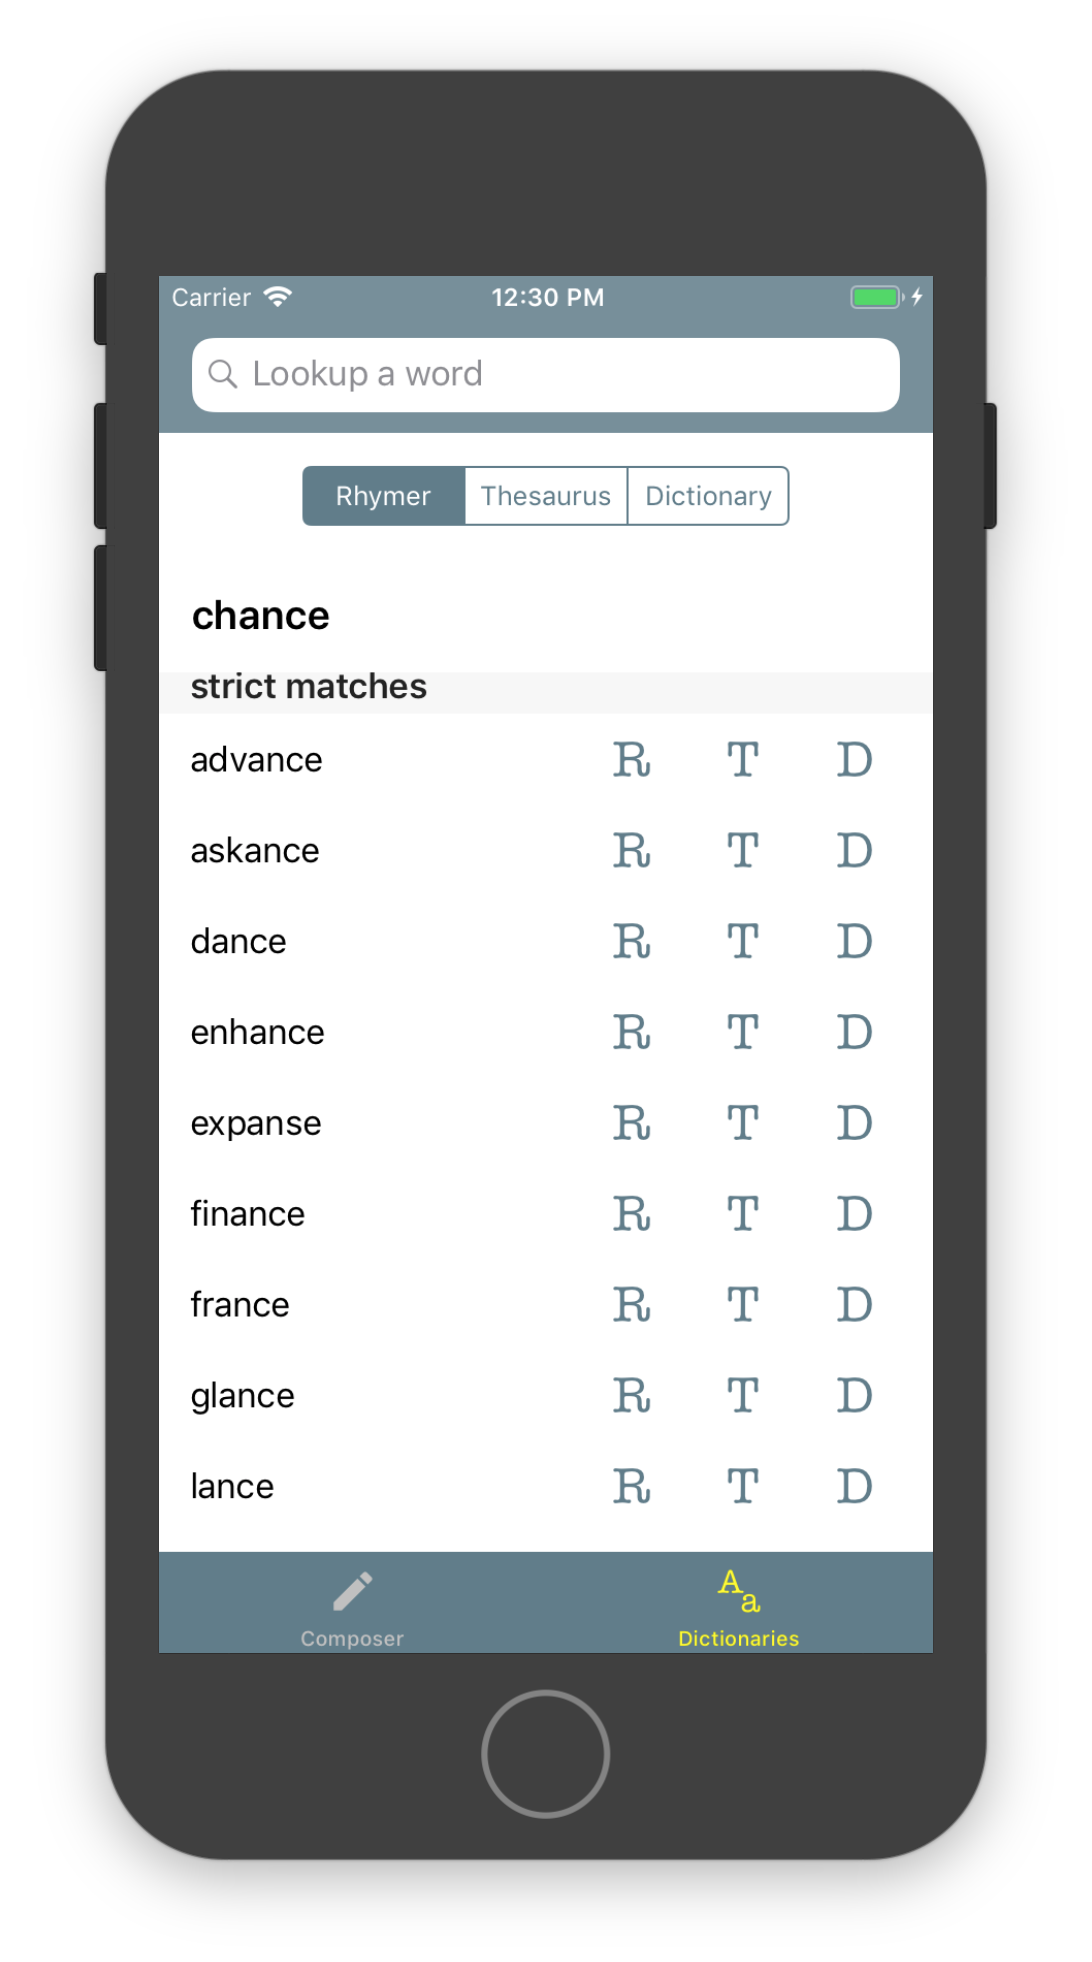 Carrier 12:30 PM
Lookup a word
Rhymer Thesaurus Dictionary
chance
strict matches
advance R T D
askance R T D
dance R T D
enhance R T D
expanse R T D
finance R T D
france R T D
glance R T D
lance R T D
Aa
Composer Dictionaries